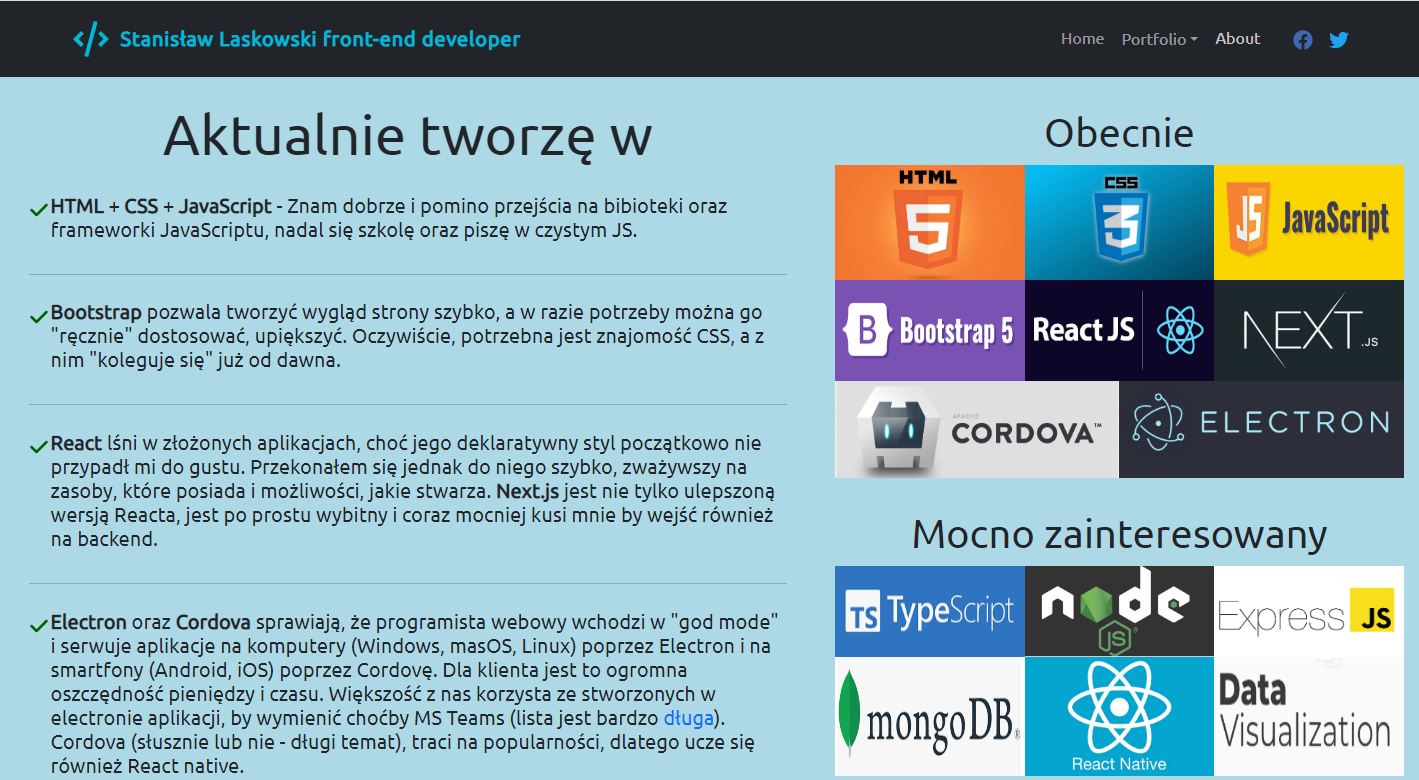 Stanisław Laskowski front-end developer
Home Portfolio About
Aktualnie tworzę w
HTML + CSS + JavaScript - Znam dobrze i pomino przejścia na bibioteki oraz
frameworki JavaScriptu, nadal się szkolę oraz piszę w czystym JS.
Bootstrap pozwala tworzyć wygląd strony szybko, a w razie potrzeby można go
"ręcznie" dostosować, upiększyć. Oczywiście, potrzebna jest znajomość CSS, a z
nim "koleguje się" już od dawna.
React lśni w złożonych aplikacjach, choć jego deklaratywny styl początkowo nie
przypadł mi do gustu. Przekonałem się jednak do niego szybko, zważywszy na
zasoby, które posiada i możliwości, jakie stwarza. Next.js jest nie tylko ulepszoną
wersją Reacta, jest po prostu wybitny i coraz mocniej kusi mnie by wejść również
na backend.
Electron oraz Cordova sprawiają, że programista webowy wchodzi w "god mode"
i serwuje aplikacje na komputery (Windows, masOS, Linux) poprzez Electron i na
smartfony (Android, iOS) poprzez Cordovę. Dla klienta jest to ogromna
oszczędność pieniędzy i czasu. Większość z nas korzysta ze stworzonych w
electronie aplikacji, by wymienić choćby MS Teams (lista jest bardzo długa).
Cordova (słusznie lub nie - długi temat), traci na popularności, dlatego ucze się
również React native.
Obecnie
HTML
5
CSS
3
JS JavaScript
B Bootstrap 5
React JS
NEXT.JS
APACHE
CORDOVA™
ELECTRON
Mocno zainteresowany
TS TypeScript
node
JS®
Express JS
mongoDB®
React Native
Data
Visualization